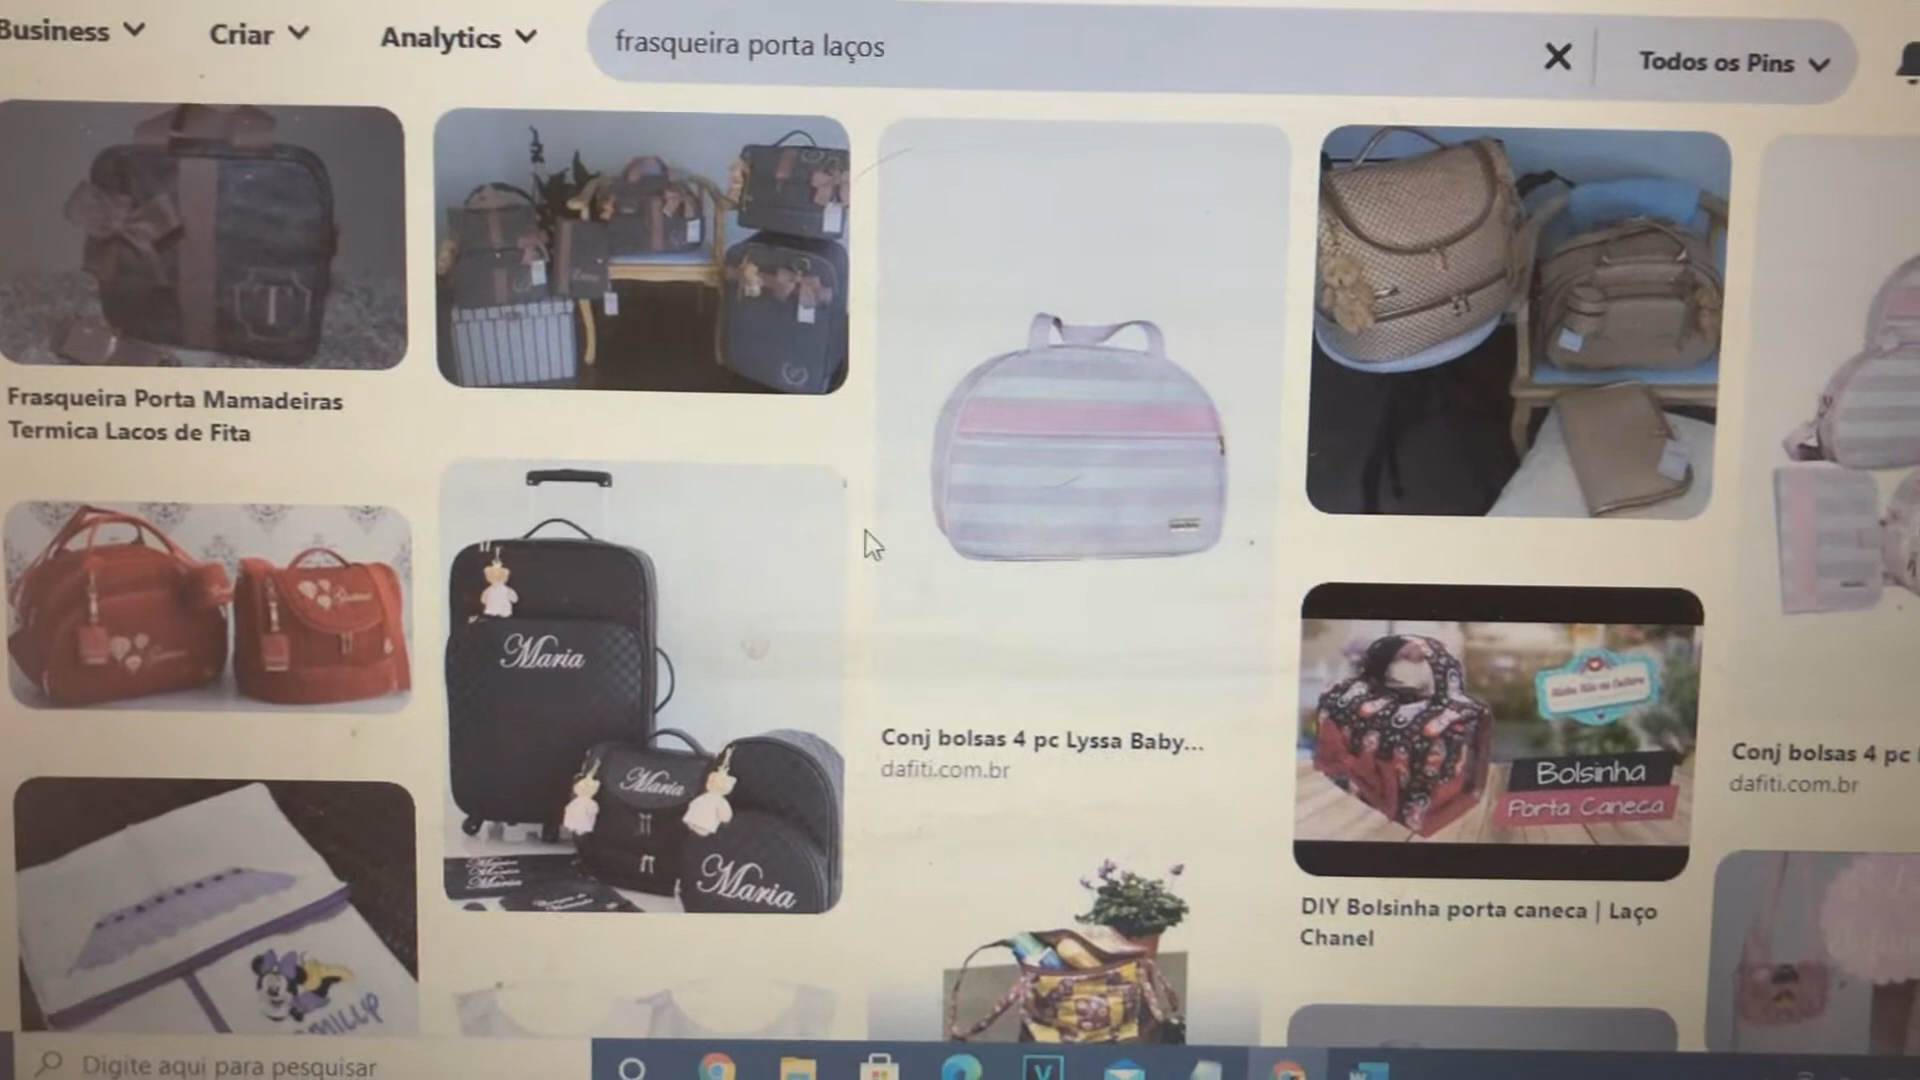 Business
Criar
Analytics
frasqueira porta laços
Todos os Pins
Frasqueira Porta Mamadeiras
Termica Lacos de Fita
Maria
Maria
Maria
Conj bolsas 4 pc Lyssa Baby...
dafiti.com.br
Bolsinha
Porta Caneca
DIY Bolsinha porta caneca | Laço
Chanel
Conj bolsas 4 pc
dafiti.com.br
Digite aqui para pesquisar